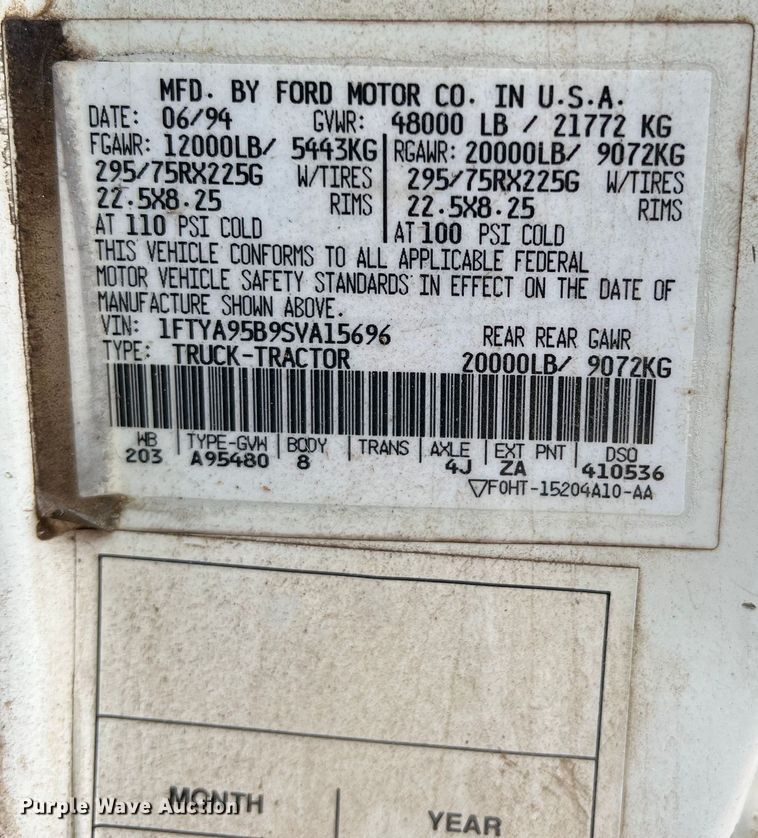 MFD. BY FORD MOTOR CO. IN U.S.A.
DATE: 06/94 GVWR: 48000 LB / 21772 KG
FGAWR: 12000LB/ 5443KG RGAWR: 20000LB/ 9072KG
295/75RX225G W/TIRES 295/75RX225G W/TIRES
22.5X8.25 RIMS 22.5X8.25 RIMS
AT 110 PSI COLD AT 100 PSI COLD
THIS VEHICLE CONFORMS TO ALL APPLICABLE FEDERAL
MOTOR VEHICLE SAFETY STANDARDS IN EFFECT ON THE DATE OF
MANUFACTURE SHOWN ABOVE.
VIN: 1FTYA95B9SVA15696 REAR REAR GAWR
TYPE: TRUCK-TRACTOR 20000LB/ 9072KG
WB TYPE-GVW BODY TRANS AXLE EXT PNT DSO
203 A95480 8 4J ZA 410536
F0HT-15204A10-AA
MONTH YEAR
Purple Wave Auction